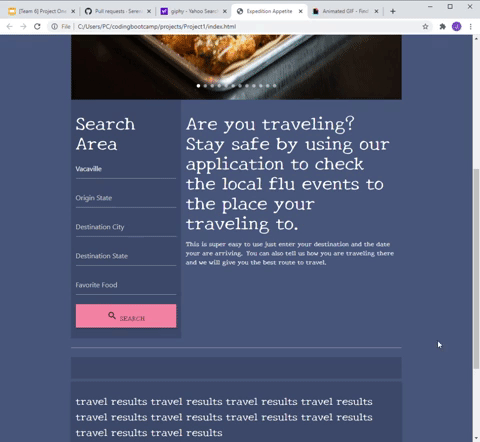 [Team 6] Project One
Pull requests - Seren
giphy - Yahoo Search
Expedition Appetite
Animated GIF - Find
File
C:/Users/PC/codingbootcamp/projects/Project1/index.html
Search
Area
Vacaville
Origin State
Destination City
Destination State
Favorite Food
SEARCH
Are you traveling?
Stay safe by using our
application to check
the local flu events to
the place your
traveling to.
This is super easy to use just enter your destination and the date
your are arriving. You can also tell us how you are traveling there
and we will give you the best route to travel.
travel results travel results travel results travel results
travel results travel results travel results travel results
travel results travel results